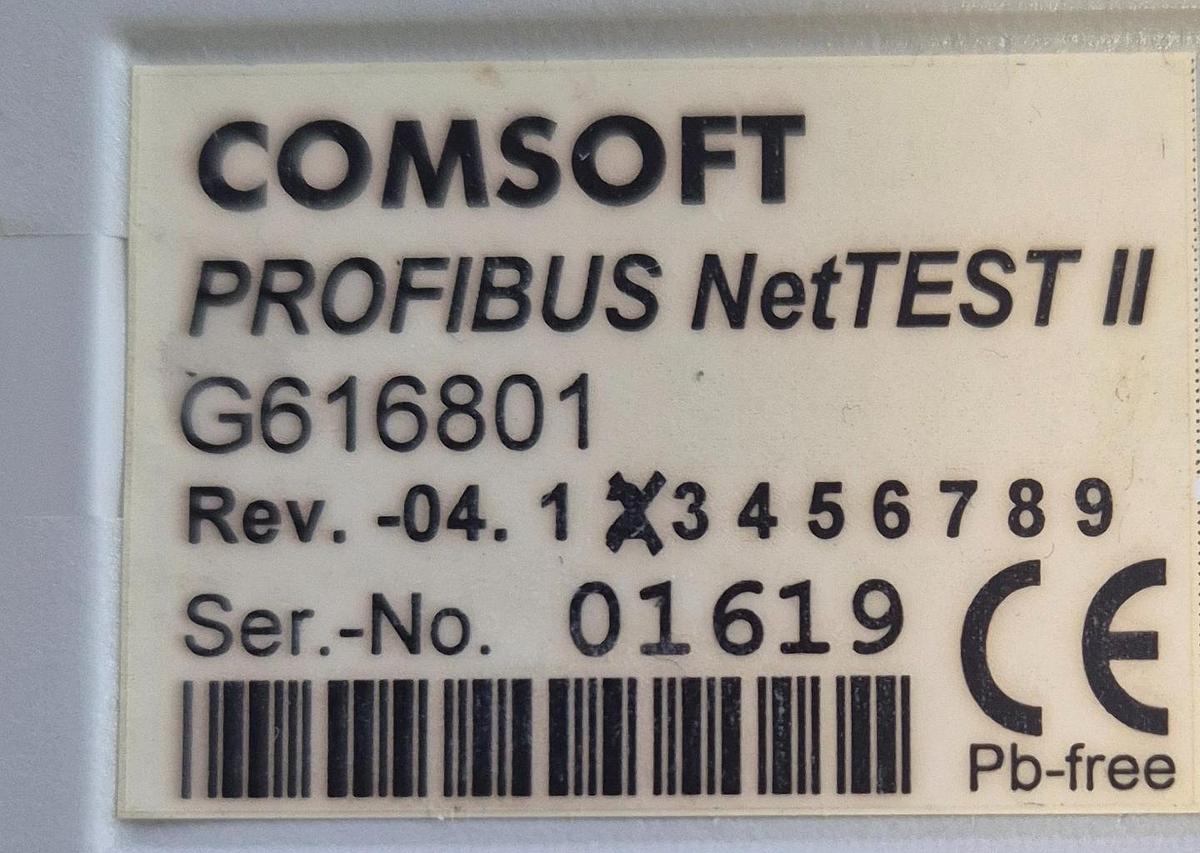 COMSOFT
PROFIBUS NetTEST II
G616801
Rev. -04. 1 X 3 4 5 6 7 8 9
Ser.-No. 01619
CE
Pb-free